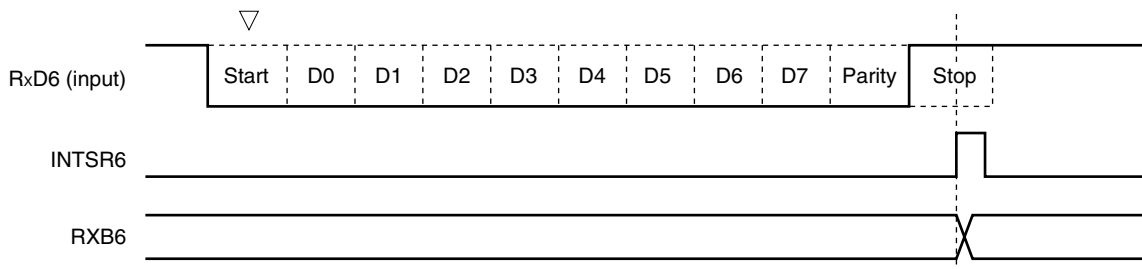 RxD6 (input) Start D0 D1 D2 D3 D4 D5 D6 D7 Parity Stop
INTSR6
RXB6